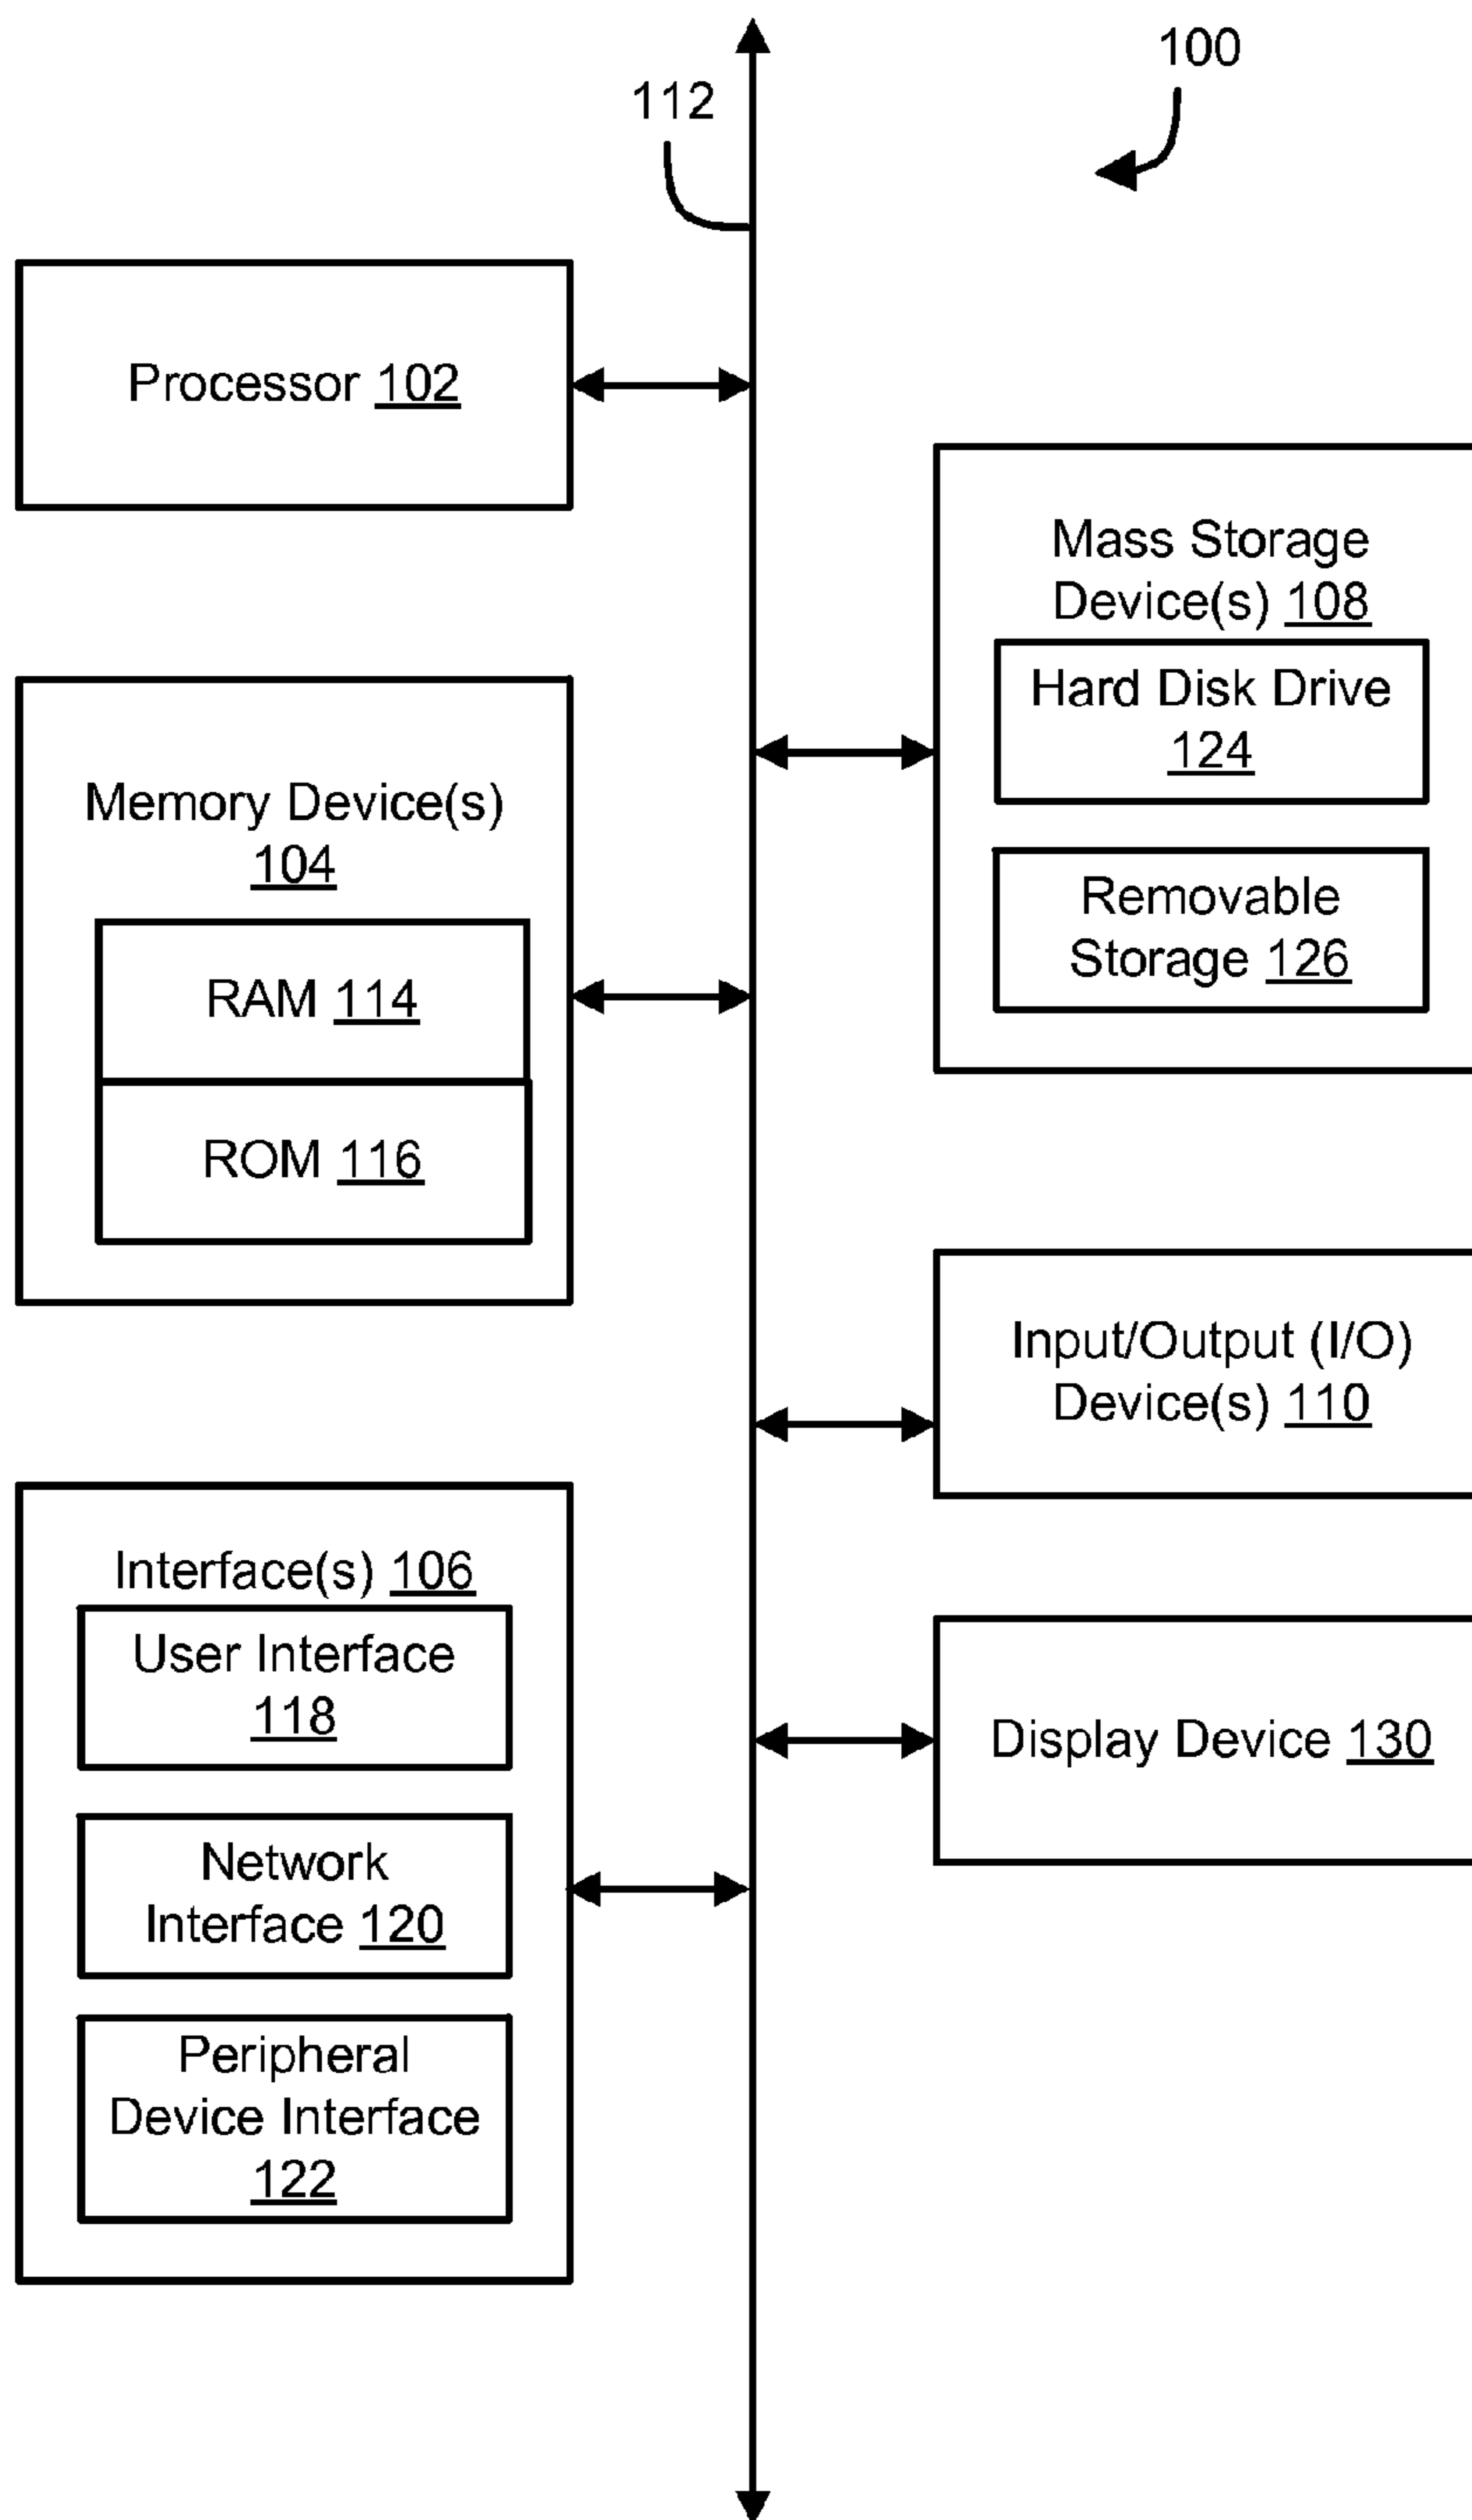 100
112
Processor 102
Mass Storage
Device(s) 108
Hard Disk Drive
124
Removable
Storage 126
Memory Device(s)
104
RAM 114
ROM 116
Input/Output (I/O)
Device(s) 110
Interface(s) 106
User Interface
118
Network
Interface 120
Peripheral
Device Interface
122
Display Device 130